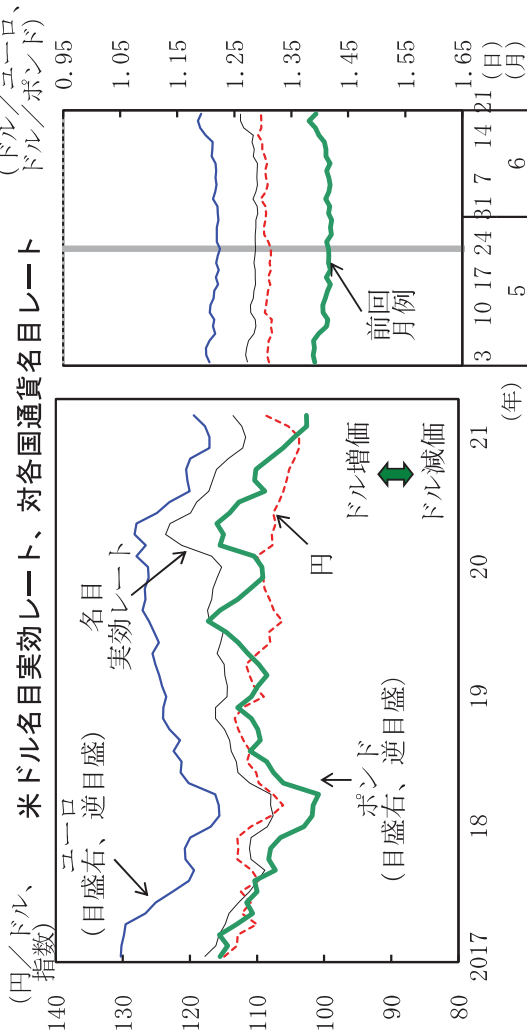 米ドル名目実効レート、対各国通貨名目レート
(円/ドル、
指数)
(ドル/ユーロ、
ドル/ポンド)
140
130
120
110
100
90
80
0.95
1.05
1.15
1.25
1.35
1.45
1.55
1.65
ユーロ
(目盛右、逆目盛)
名目
実効レート
円
ポンド
(目盛右、逆目盛)
ドル増価
ドル減価
前回
月例
2017 18 19 20 21
(年)
3 10 17 24 31 7 14 21
(日)
5 6
(月)